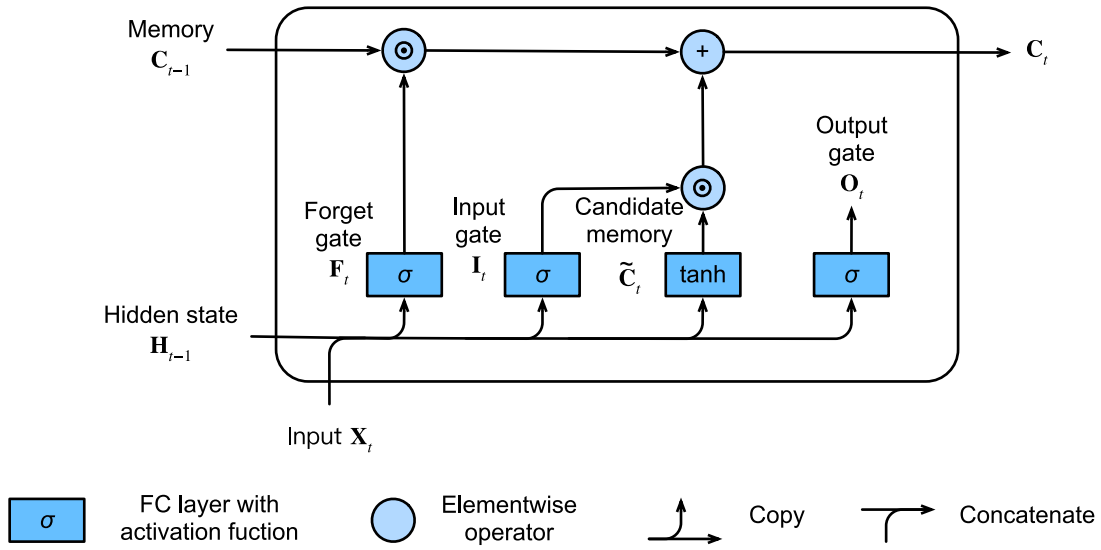 Memory
C_{t−1}
⊙
+
C_t
Output
gate
O_t
⊙
Forget
gate
F_t
σ
Input
gate
I_t
σ
Candidate
memory
C̃_t
tanh
σ
Hidden state
H_{t−1}
Input X_t
σ
FC layer with
activation fuction
Elementwise
operator
Copy
Concatenate